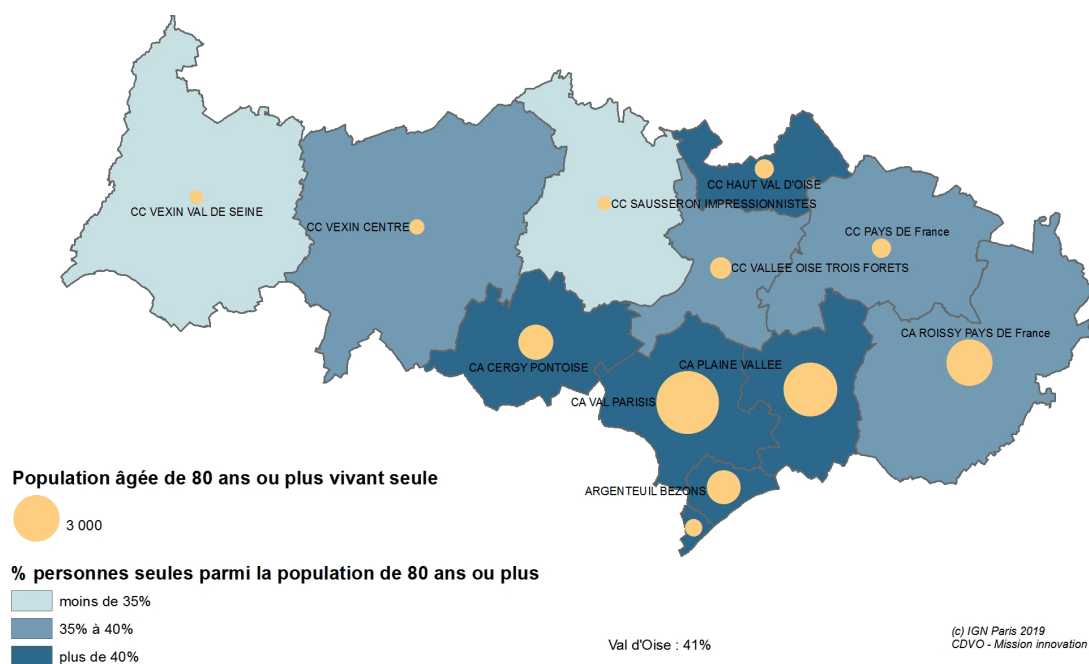 CC HAUT VAL D'OISE
CC SAUSSERON IMPRESSIONNISTES
CC VEXIN VAL DE SEINE
CC VEXIN CENTRE
CC PAYS DE France
CC VALLEE OISE TROIS FORETS
CA ROISSY PAYS DE France
CA CERGY PONTOISE
CA PLAINE VALLEE
CA VAL PARISIS
ARGENTEUIL BEZONS
Population âgée de 80 ans ou plus vivant seule
3 000
% personnes seules parmi la population de 80 ans ou plus
moins de 35%
35% à 40%
plus de 40%
Val d'Oise : 41%
(c) IGN Paris 2019
CDVO - Mission innovation